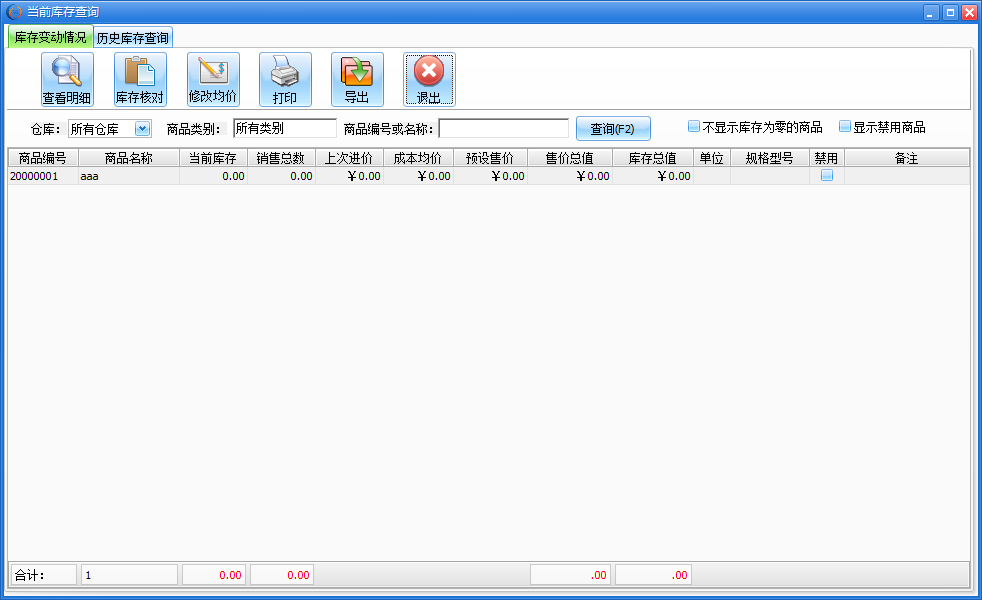 当前库存查询
库存变动情况 历史库存查询
查看明细 库存核对 修改均价 打印 导出 退出
仓库: 所有仓库 商品类别: 所有类别 商品编号或名称: 查询(F2) 不显示库存为零的商品 显示禁用商品
商品编号 商品名称 当前库存 销售总数 上次进价 成本均价 预设售价 售价总值 库存总值 单位 规格型号 禁用 备注
20000001 aaa 0.00 0.00 ￥0.00 ￥0.00 ￥0.00 ￥0.00 ￥0.00
合计: 1 0.00 0.00 .00 .00